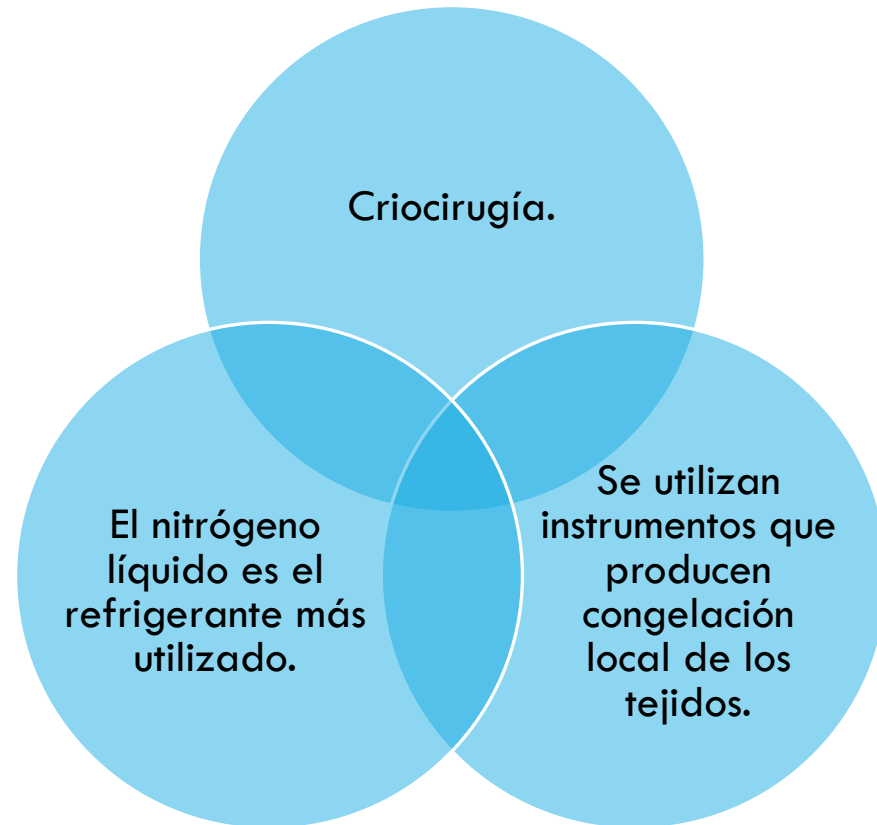 Criocirugía.
El nitrógeno
líquido es el
refrigerante más
utilizado.
Se utilizan
instrumentos que
producen
congelación
local de los
tejidos.